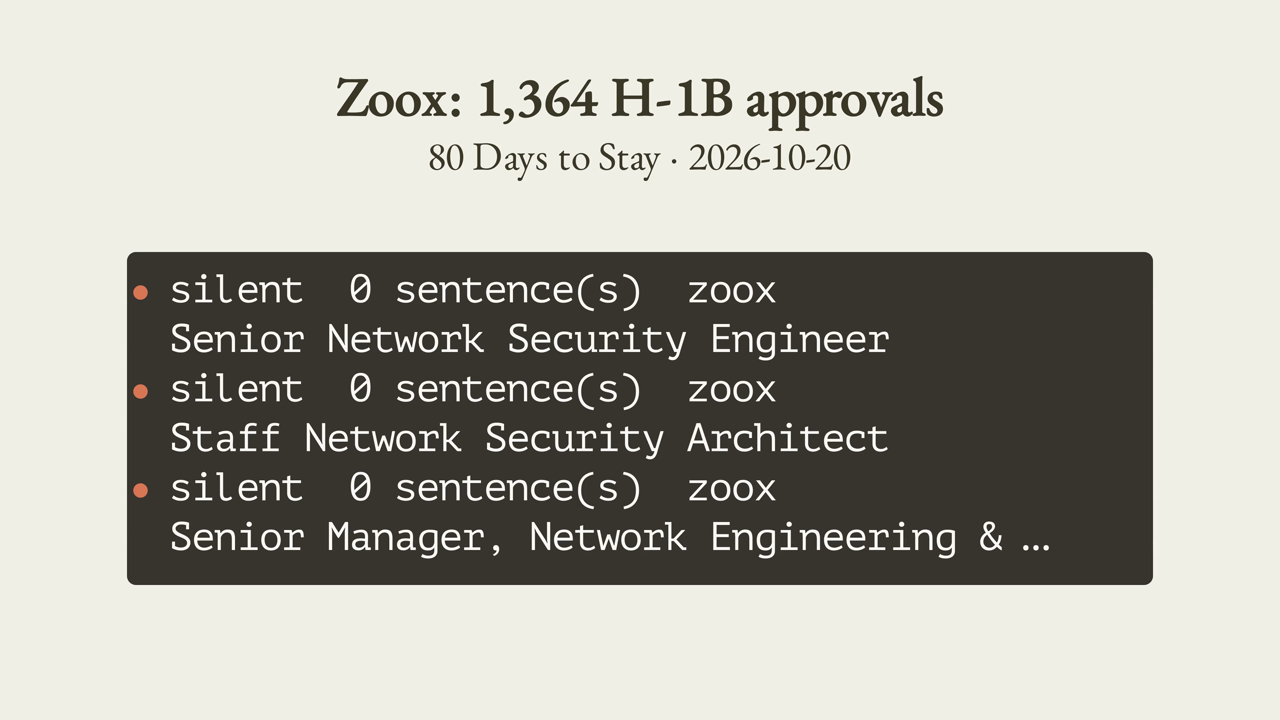 Zoox: 1,364 H-1B approvals
80 Days to Stay · 2026-10-20
• silent  0 sentence(s)  zoox
Senior Network Security Engineer
• silent  0 sentence(s)  zoox
Staff Network Security Architect
• silent  0 sentence(s)  zoox
Senior Manager, Network Engineering & …